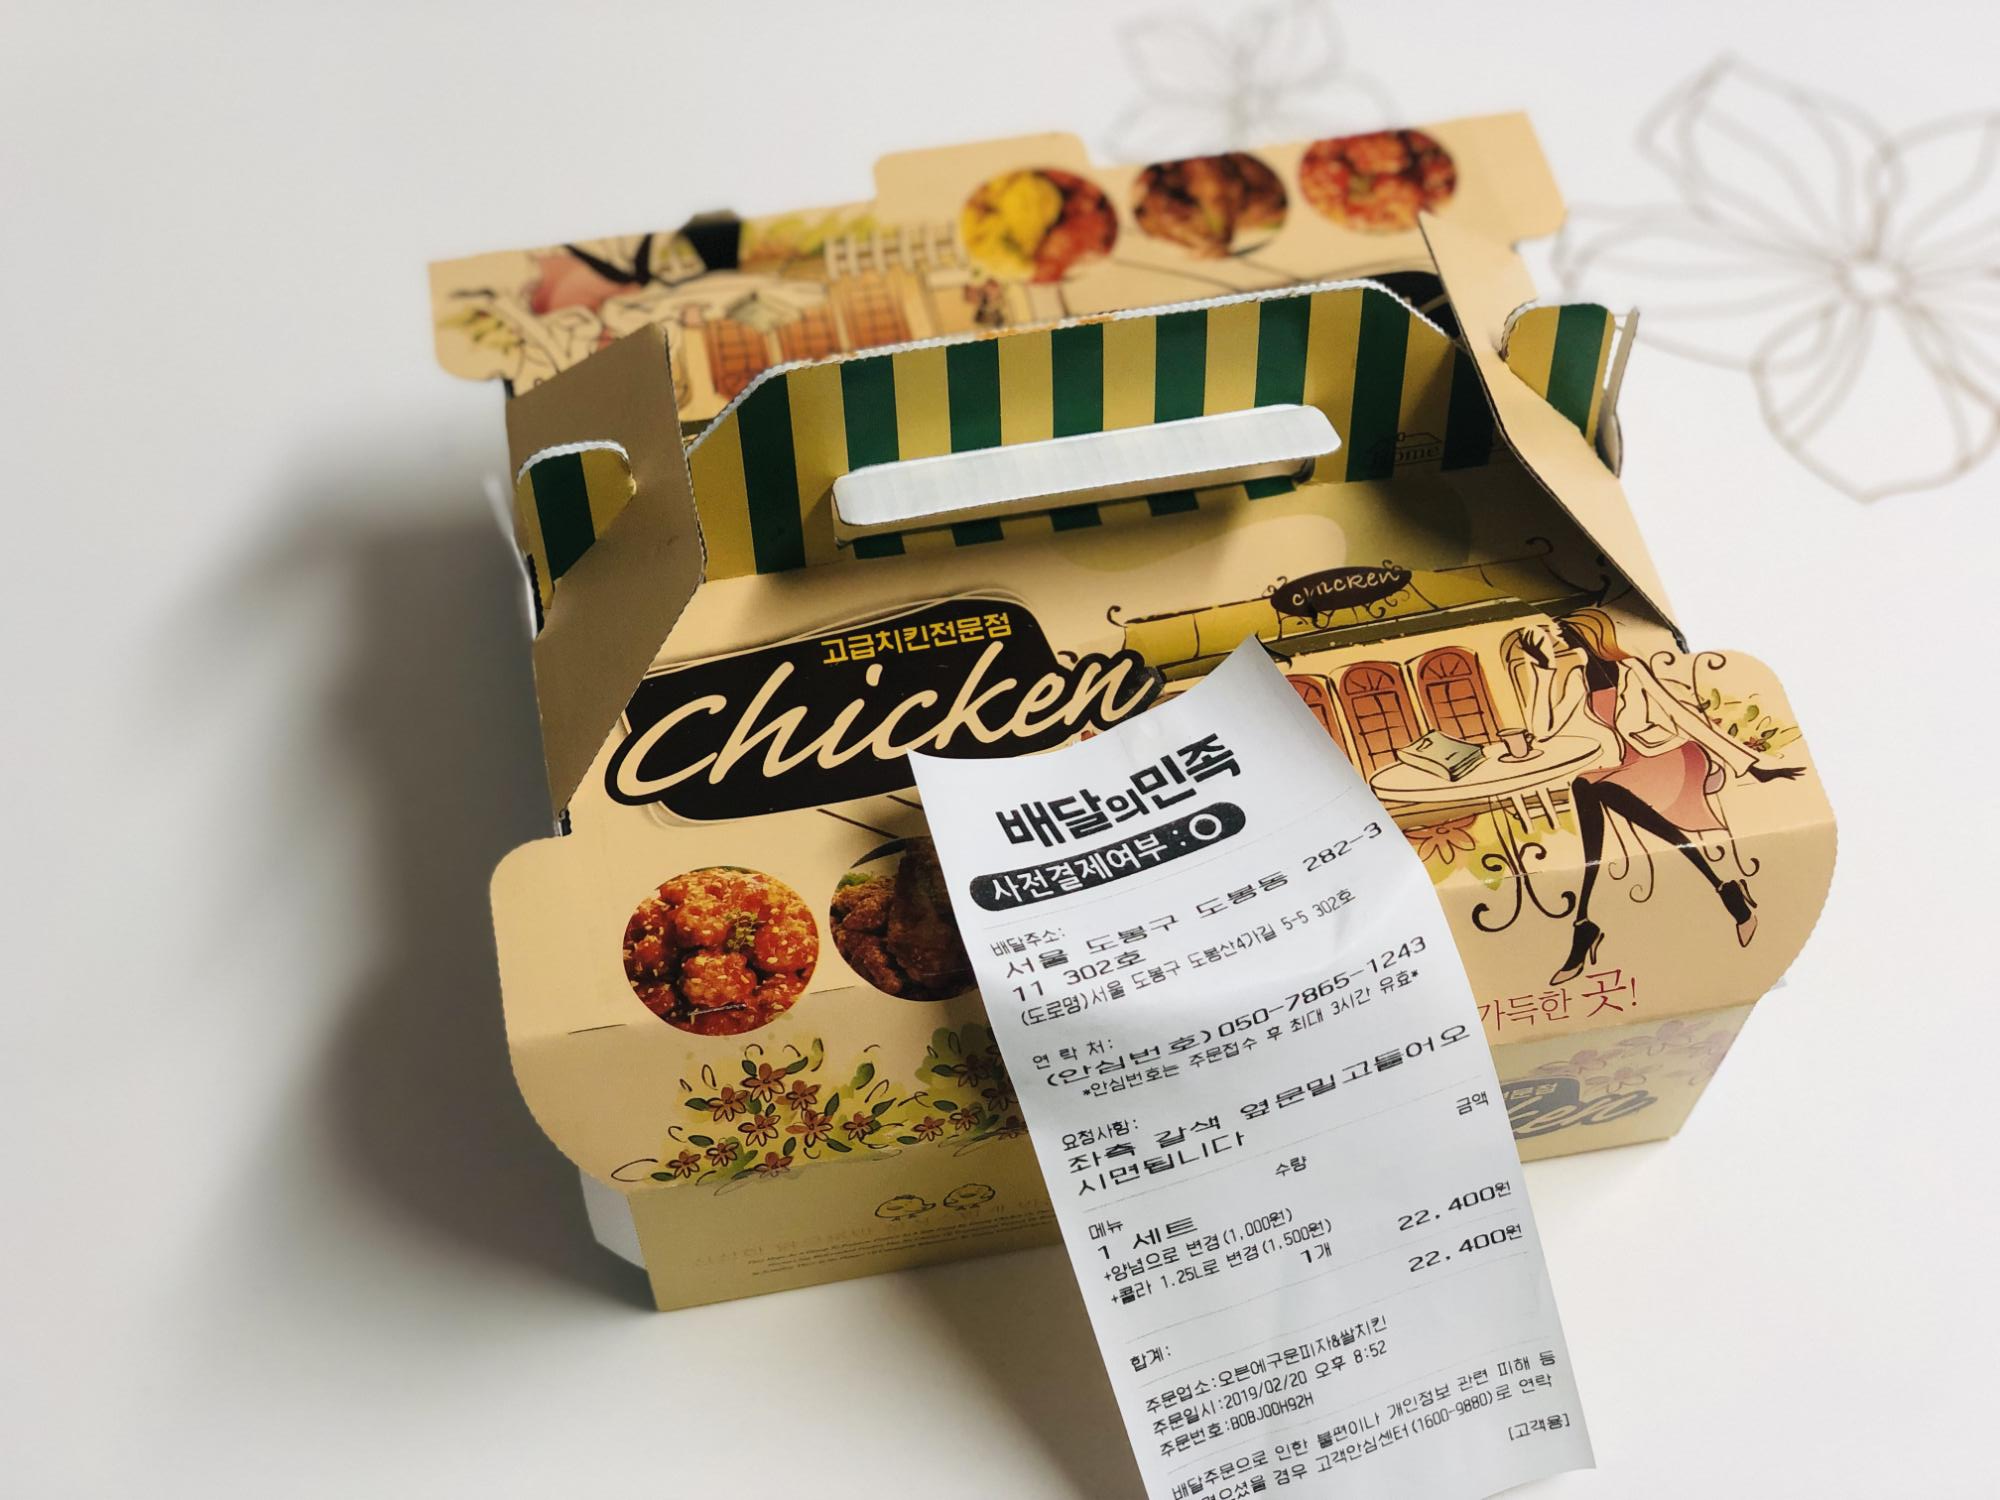 Home
chicken
고급치킨전문점
Chicken
가득한 곳!
배달의민족
사전결제여부 : O
배달주소:
서울 도봉구 도봉동 282-3
11 302호
(도로명)서울 도봉구 도봉산4가길 5-5 302호
연락처:
(안심번호)050-7865-1243
*안심번호는 주문접수 후 최대 3시간 유효*
요청사항:
좌측 갈색 옆문밀고들어오
시면됩니다
메뉴 수량 금액
1 세트
+양념으로 변경(1,000원)
+콜라 1.25L로 변경(1,500원)
1개 22.400원
합계: 22.400원
주문업소:오븐에구운피자&쌀치킨
주문일시:2019/02/20 오후 8:52
주문번호:B0BJ00H92H
배달주문으로 인한 불편이나 개인정보 관련 피해 등
으셨을 경우 고객안심센터(1600-9880)로 연락
[고객용]